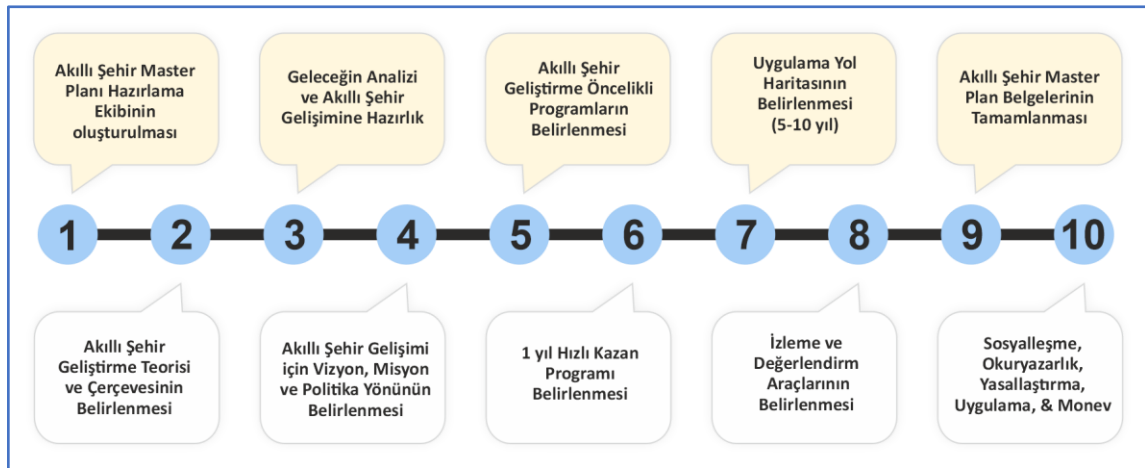 Akıllı Şehir Master
Planı Hazırlama
Ekibinin
oluşturulması
Geleceğin Analizi
ve Akıllı Şehir
Gelişimine Hazırlık
Akıllı Şehir
Geliştirme Öncelikli
Programların
Belirlenmesi
Uygulama Yol
Haritasının
Belirlenmesi
(5-10 yıl)
Akıllı Şehir Master
Plan Belgelerinin
Tamamlanması
1 2 3 4 5 6 7 8 9 10
Akıllı Şehir
Geliştirme Teorisi
ve Çerçevesinin
Belirlenmesi
Akıllı Şehir Gelişimi
için Vizyon, Misyon
ve Politika Yönünün
Belirlenmesi
1 yıl Hızlı Kazan
Programı
Belirlenmesi
İzleme ve
Değerlendirm
Araçlarının
Belirlenmesi
Sosyalleşme,
Okuryazarlık,
Yasallaştırma,
Uygulama, & Monev